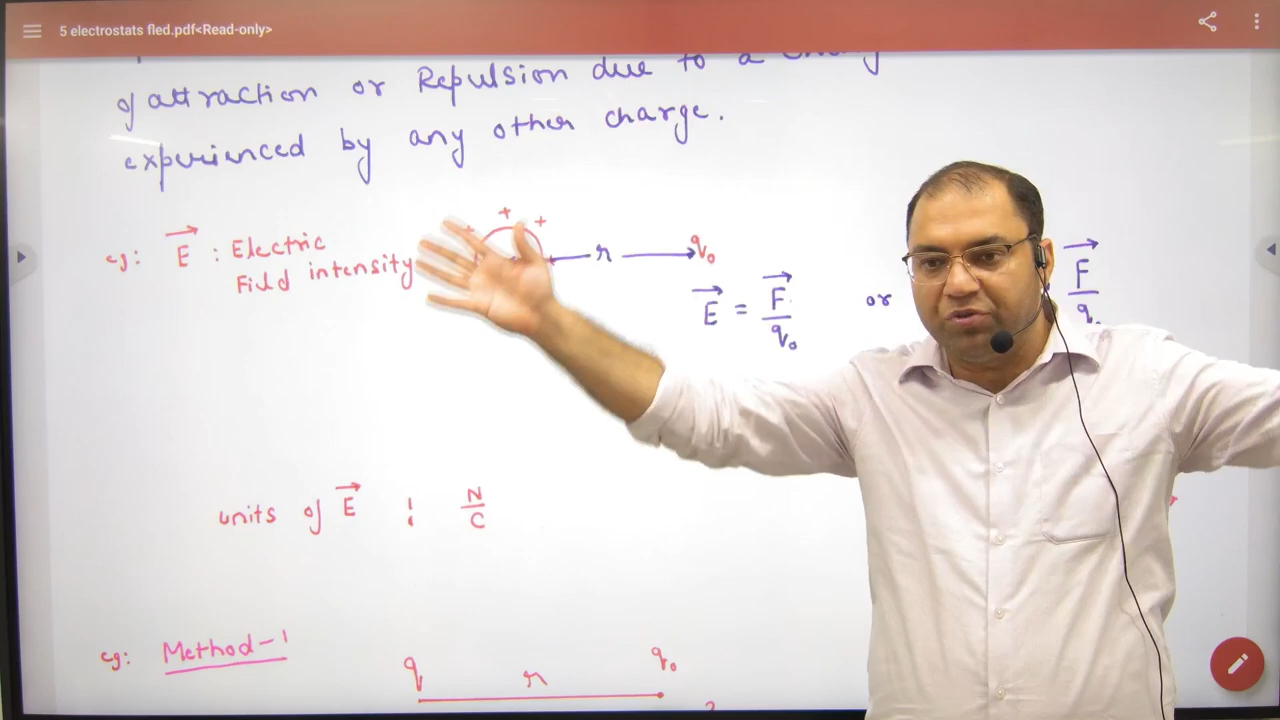 5 electrostats fled.pdf<Read-only>
of attraction or Repulsion due to a
experienced by any other charge.
eg: E⃗ : Electric
Field intensity
+ +
r q₀
E⃗ = F⃗/q₀ or F⃗/q
units of E⃗ : N/C
eg: Method-1
q r q₀